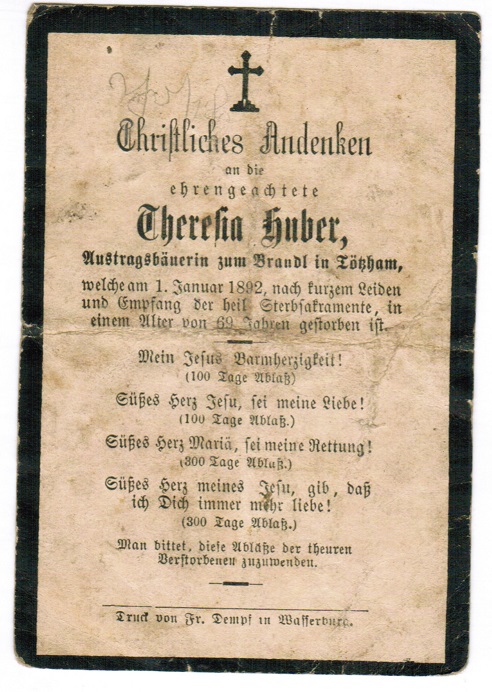 Christliches Andenken
an die
ehrengeachtete
Theresia Huber,
Austragsbäuerin zum Brandl in Tötzham,
welche am 1. Januar 1892, nach kurzem Leiden
und Empfang der heil Sterbsakramente, in
einem Alter von 69 Jahren gestorben ist.
Mein Jesus Barmherzigkeit!
(100 Tage Ablaß)
Süßes Herz Jesu, sei meine Liebe!
(100 Tage Ablaß.)
Süßes Herz Mariä, sei meine Rettung!
(300 Tage Ablaß.)
Süßes Herz meines Jesu, gib, daß
ich Dich immer mehr liebe!
(300 Tage Ablaß.)
Man bittet, diese Abläße der theuren
Verstorbenen zuzuwenden.
Druck von Fr. Dempf in Wasserburg.